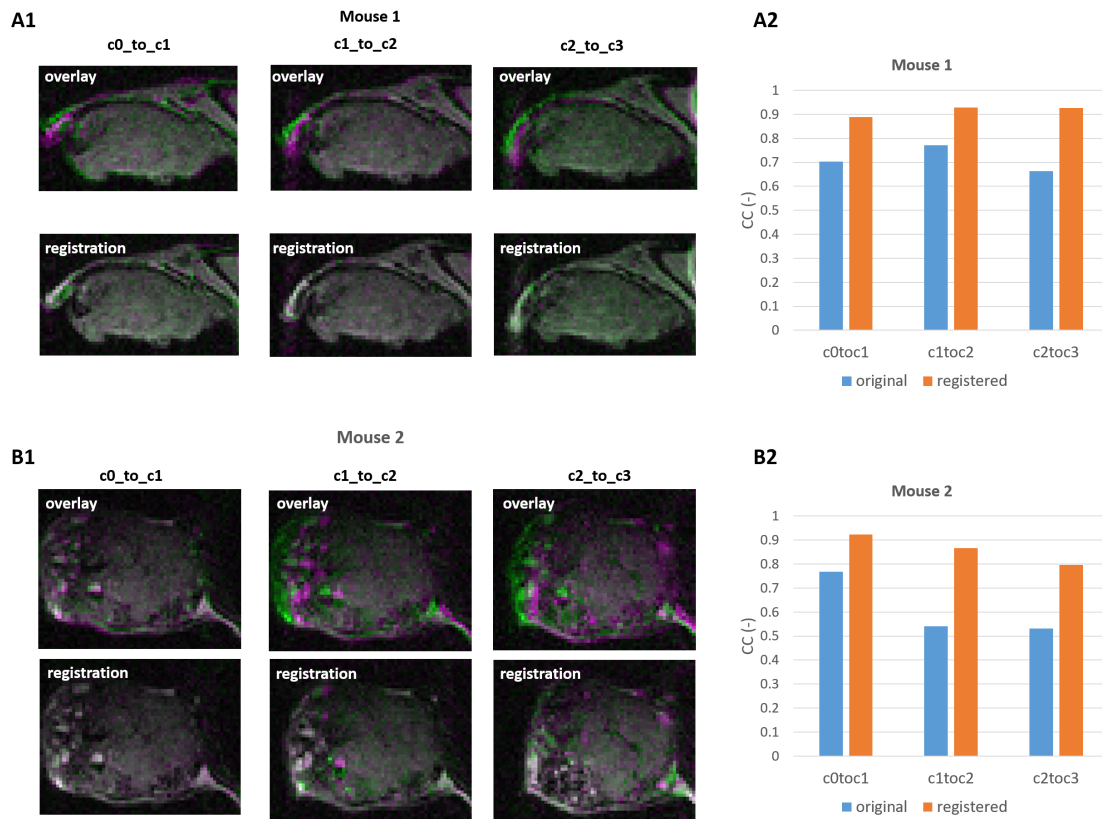 A1
Mouse 1
c0_to_c1
c1_to_c2
c2_to_c3
overlay
overlay
overlay
registration
registration
registration
A2
Mouse 1
CC (-)
1
0.9
0.8
0.7
0.6
0.5
0.4
0.3
0.2
0.1
0
c0toc1
c1toc2
c2toc3
original
registered
B1
Mouse 2
c0_to_c1
c1_to_c2
c2_to_c3
overlay
overlay
overlay
registration
registration
registration
B2
Mouse 2
CC (-)
1
0.9
0.8
0.7
0.6
0.5
0.4
0.3
0.2
0.1
0
c0toc1
c1toc2
c2toc3
original
registered